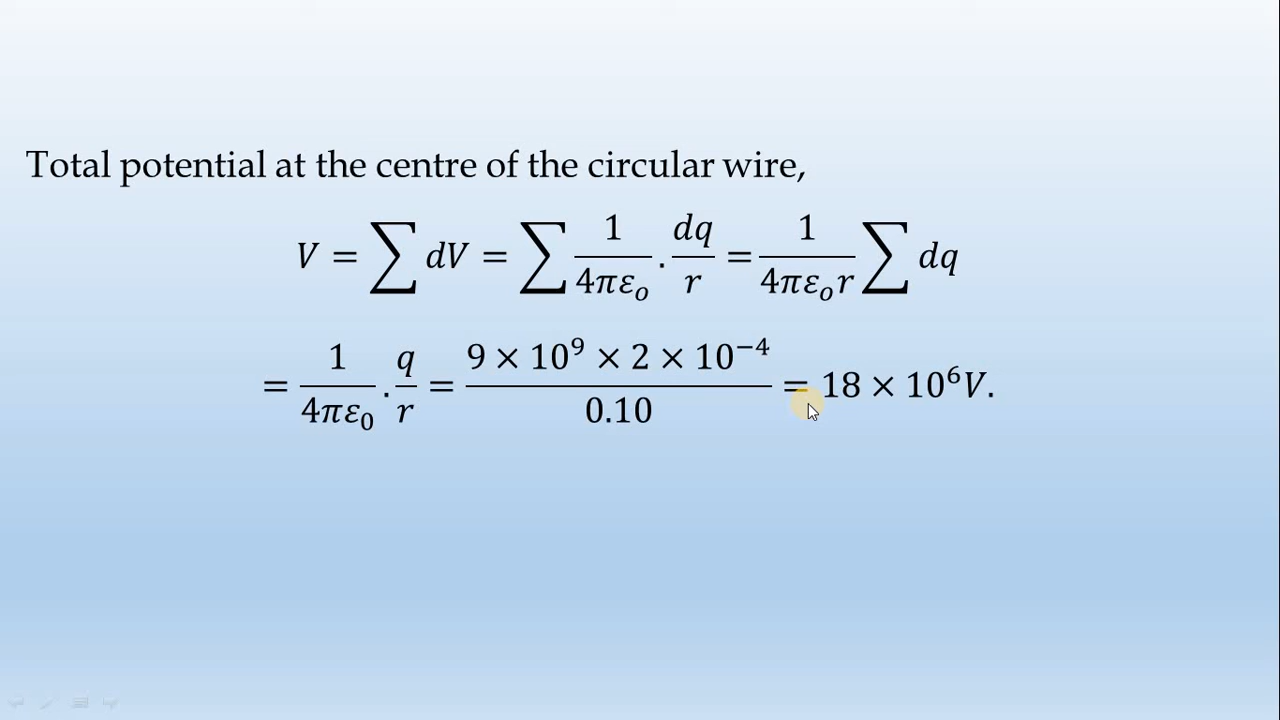 Total potential at the centre of the circular wire,
V = ∑ dV = ∑ 1/4πε₀ . dq/r = 1/4πε₀r ∑ dq
= 1/4πε₀ . q/r = 9 × 10⁹ × 2 × 10⁻⁴/0.10 = 18 × 10⁶V.